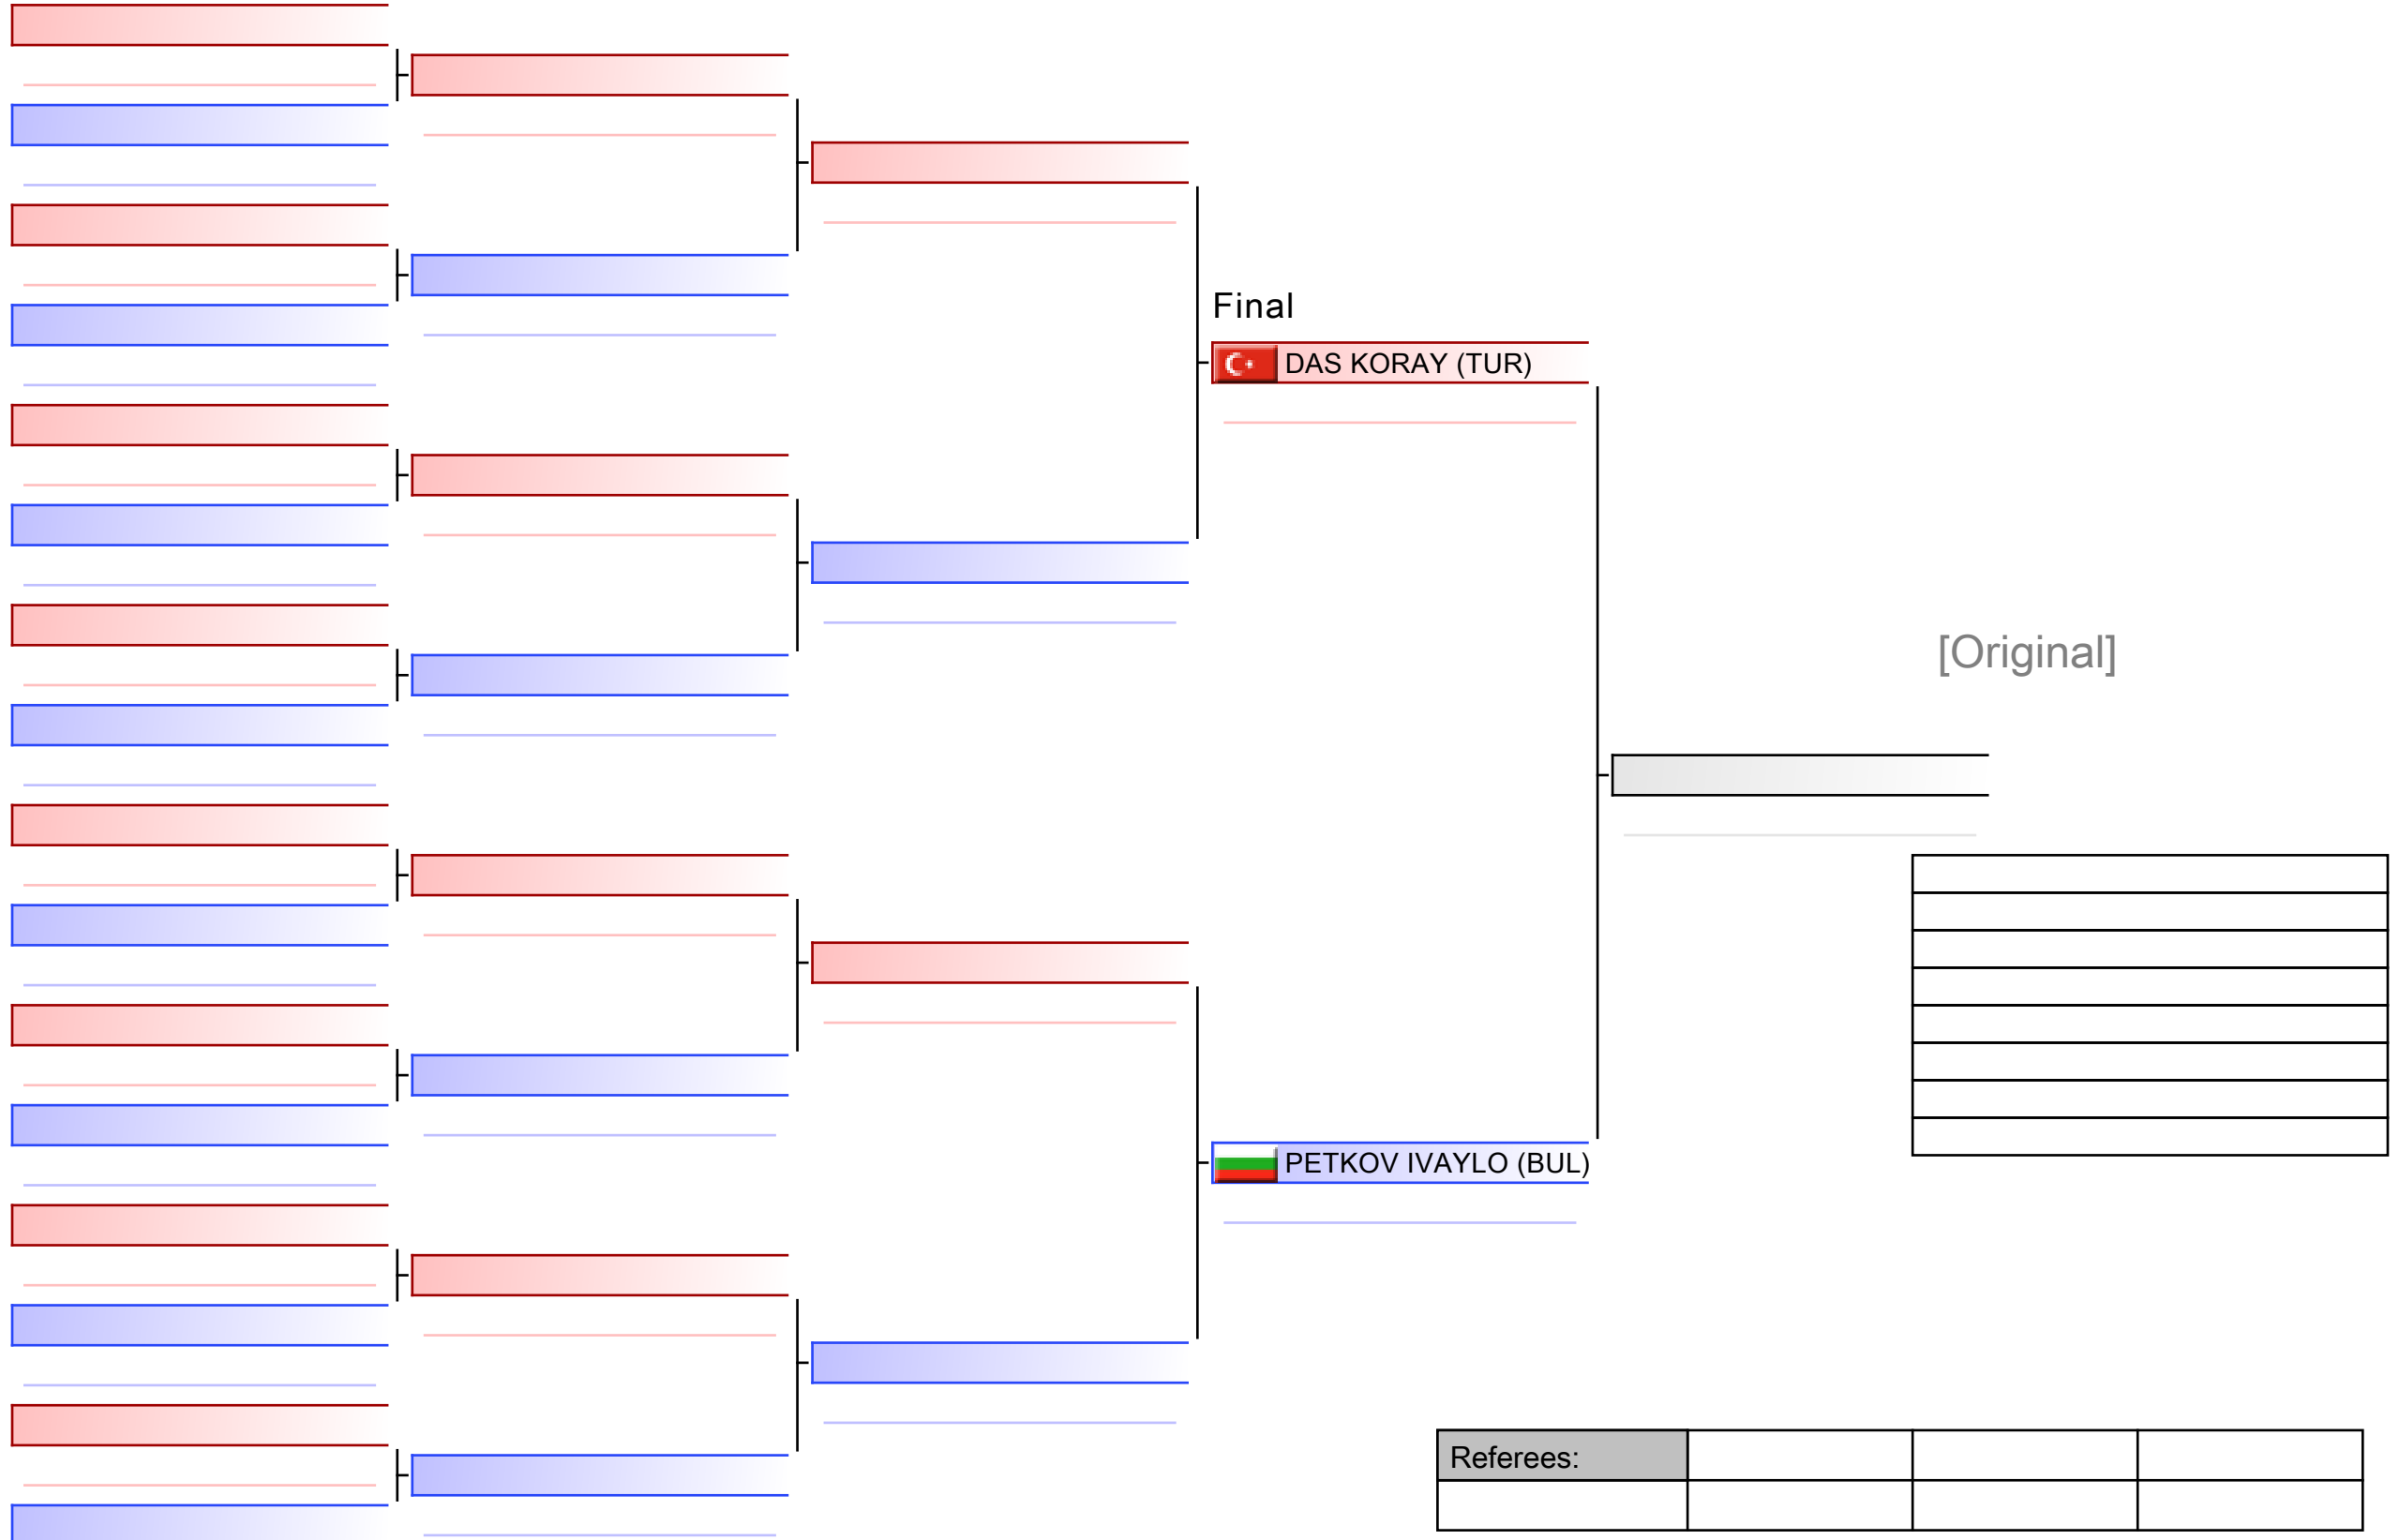 Final
DAS KORAY (TUR)
[Original]
PETKOV IVAYLO (BUL)
Referees: